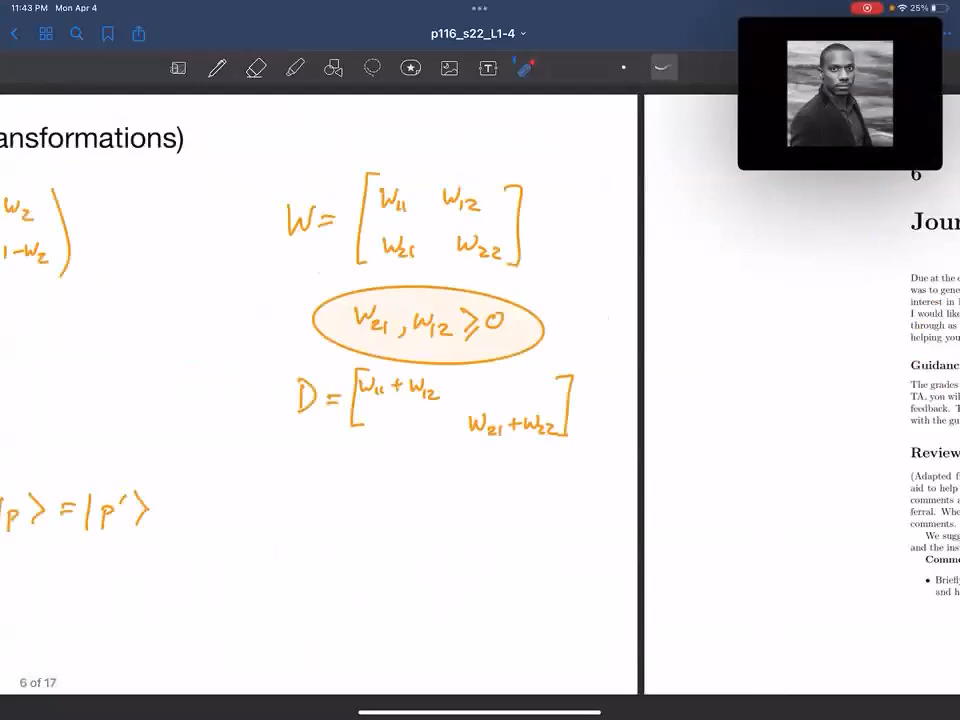 11:43 PM Mon Apr 4
25%
p116_s22_L1-4
ansformations)
w₂
1-w₂
W = [ w₁₁ w₁₂
w₂₁ w₂₂ ]
w₂₁, w₁₂ ⩾ 0
D = [ w₁₁ + w₁₂
w₂₁ + w₂₂ ]
|p⟩ = |p'⟩
6 of 17
6
Jour
Due at the e
was to gene
interest in l
I would like
through as
helping you
Guidanc
The grades
TA, you wil
feedback. T
with the gu
Review
(Adapted f
aid to help
comments a
ferral. Whe
comments.
We sugg
and the ins
Comme
• Briefly
and h